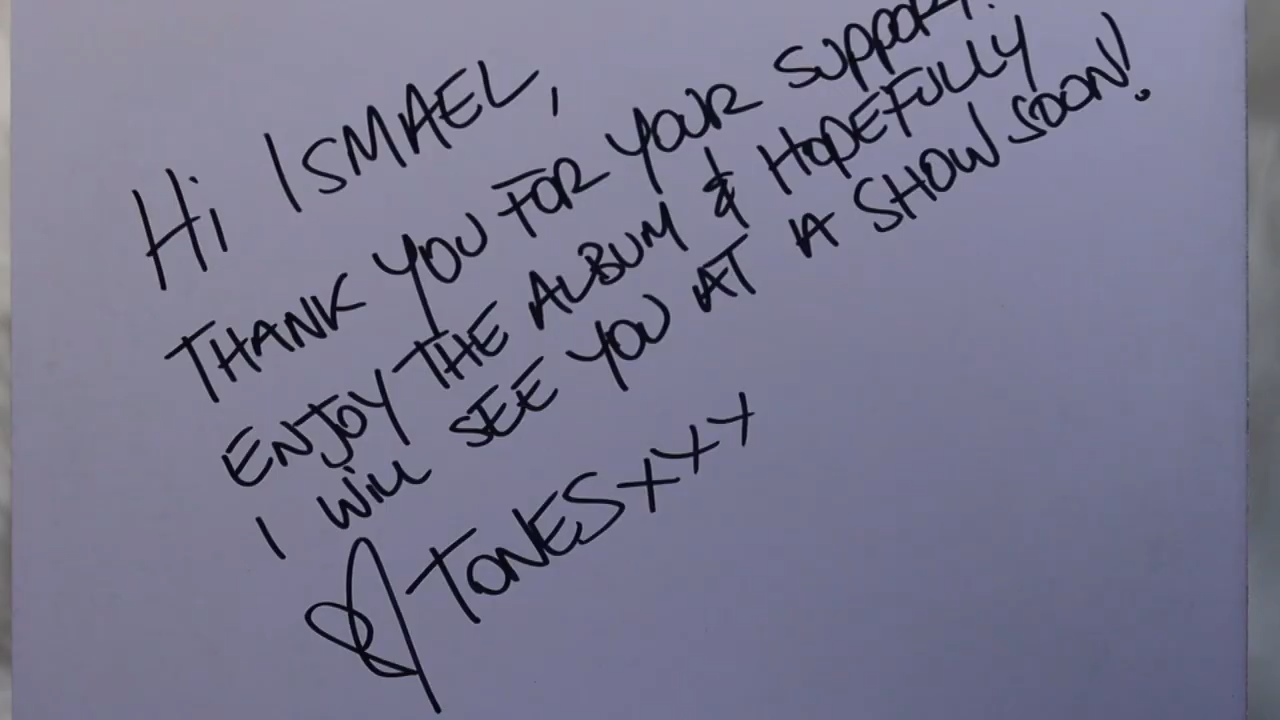 Hi ISMAEL,
THANK YOU FOR YOUR SUPPORT!
ENJOY THE ALBUM & HOPEFULLY
I WILL SEE YOU AT A SHOW SOON!
TONES xxx